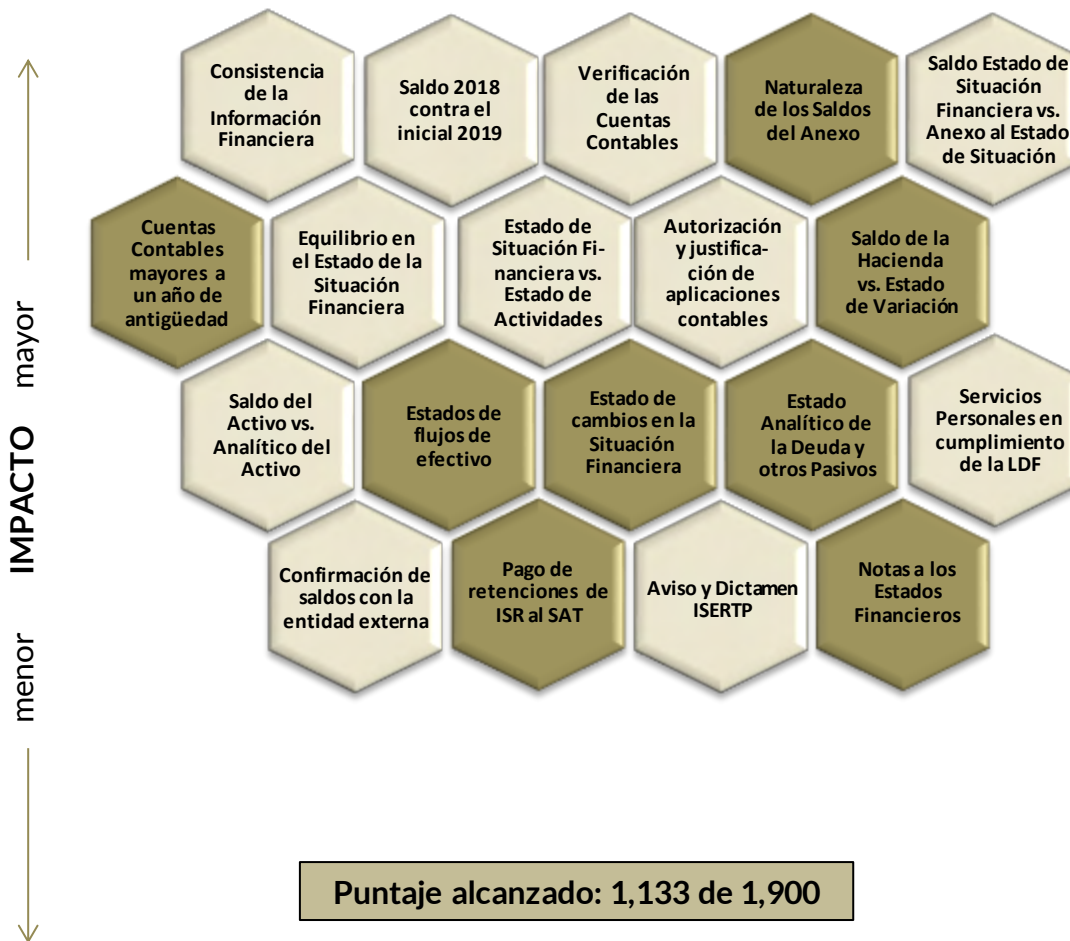 Consistencia
de la
Información
Financiera
Saldo 2018
contra el
inicial 2019
Verificación
de las
Cuentas
Contables
Naturaleza
de los Saldos
del Anexo
Saldo Estado de
Situación
Financiera vs.
Anexo al Estado
de Situación
Cuentas
Contables
mayores a
un año de
antigüedad
Equilibrio en
el Estado de la
Situación
Financiera
Estado de
Situación Fi-
nanciera vs.
Estado de
Actividades
Autorización
y justifica-
ción de
aplicaciones
contables
Saldo de la
Hacienda
vs. Estado
de Variación
Saldo del
Activo vs.
Analítico del
Activo
Estados de
flujos de
efectivo
Estado de
cambios en la
Situación
Financiera
Estado
Analítico de
la Deuda y
otros Pasivos
Servicios
Personales en
cumplimiento
de la LDF
Confirmación de
saldos con la
entidad externa
Pago de
retenciones de
ISR al SAT
Aviso y Dictamen
ISERTP
Notas a los
Estados
Financieros
menor IMPACTO mayor
Puntaje alcanzado: 1,133 de 1,900